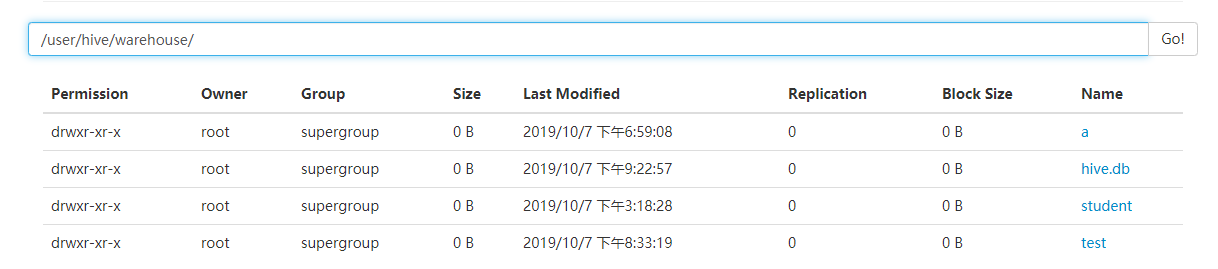 /user/hive/warehouse/ Go!
Permission Owner Group Size Last Modified Replication Block Size Name
drwxr-xr-x root supergroup 0 B 2019/10/7 下午6:59:08 0 0 B a
drwxr-xr-x root supergroup 0 B 2019/10/7 下午9:22:57 0 0 B hive.db
drwxr-xr-x root supergroup 0 B 2019/10/7 下午3:18:28 0 0 B student
drwxr-xr-x root supergroup 0 B 2019/10/7 下午8:33:19 0 0 B test